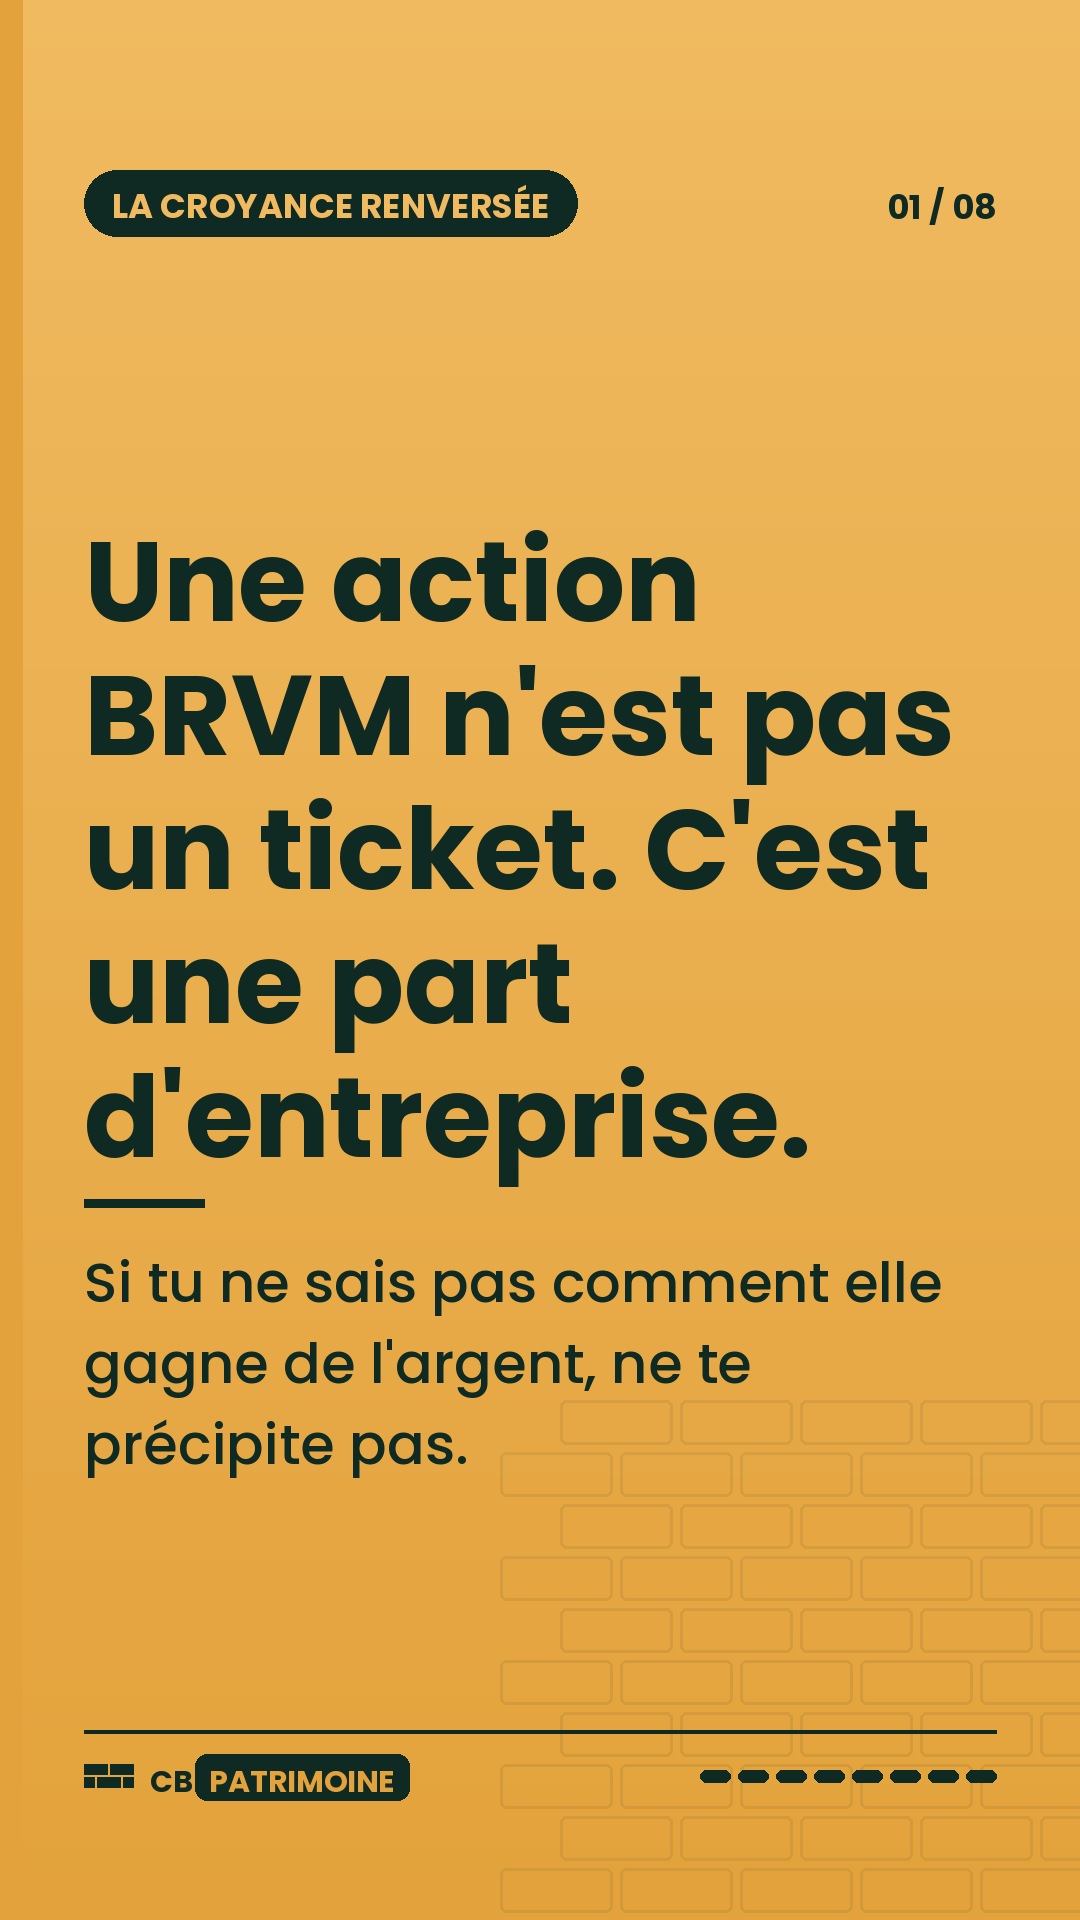 LA CROYANCE RENVERSÉE
01 / 08
Une action
BRVM n'est pas
un ticket. C'est
une part
d'entreprise.
Si tu ne sais pas comment elle
gagne de l'argent, ne te
précipite pas.
CB PATRIMOINE